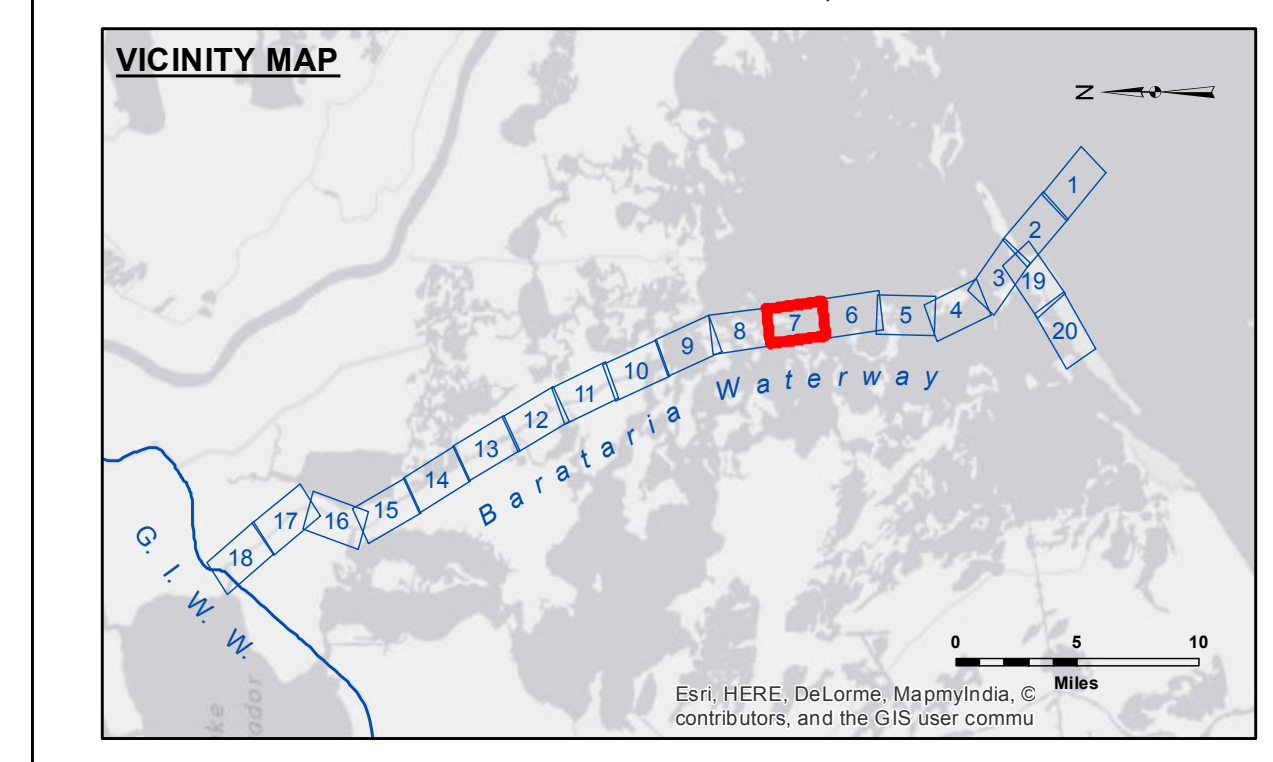 VICINITY MAP
N
1
2
3
19
4
20
5
6
7
8
9
10
11
12
13
14
15
16
17
18
Barataria Waterway
G. I. W. W.
0 5 10
Miles
Esri, HERE, DeLorme, MapmyIndia, ©
contributors, and the GIS user commu
ke
ador